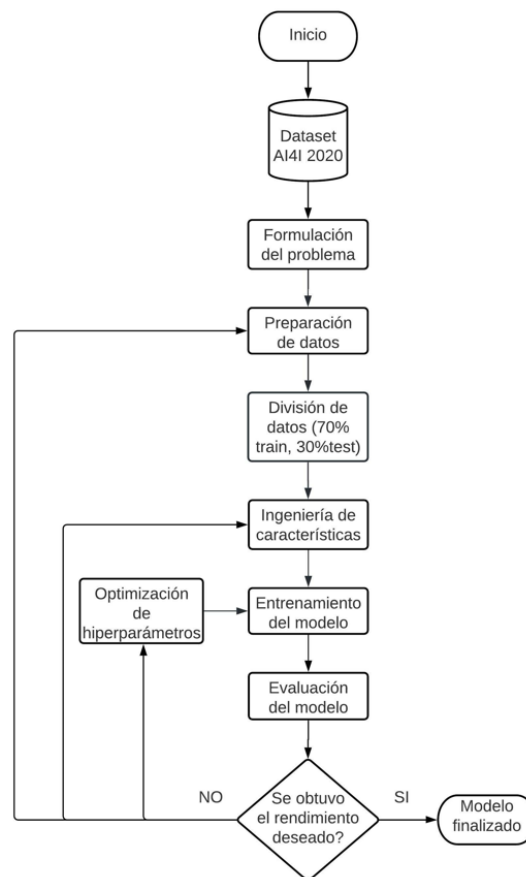 Inicio
Dataset
AI4I 2020
Formulación
del problema
Preparación
de datos
División de
datos (70%
train, 30%test)
Ingeniería de
características
Optimización
de
hiperparámetros
Entrenamiento
del modelo
Evaluación
del modelo
NO
Se obtuvo
el rendimiento
deseado?
SI
Modelo
finalizado